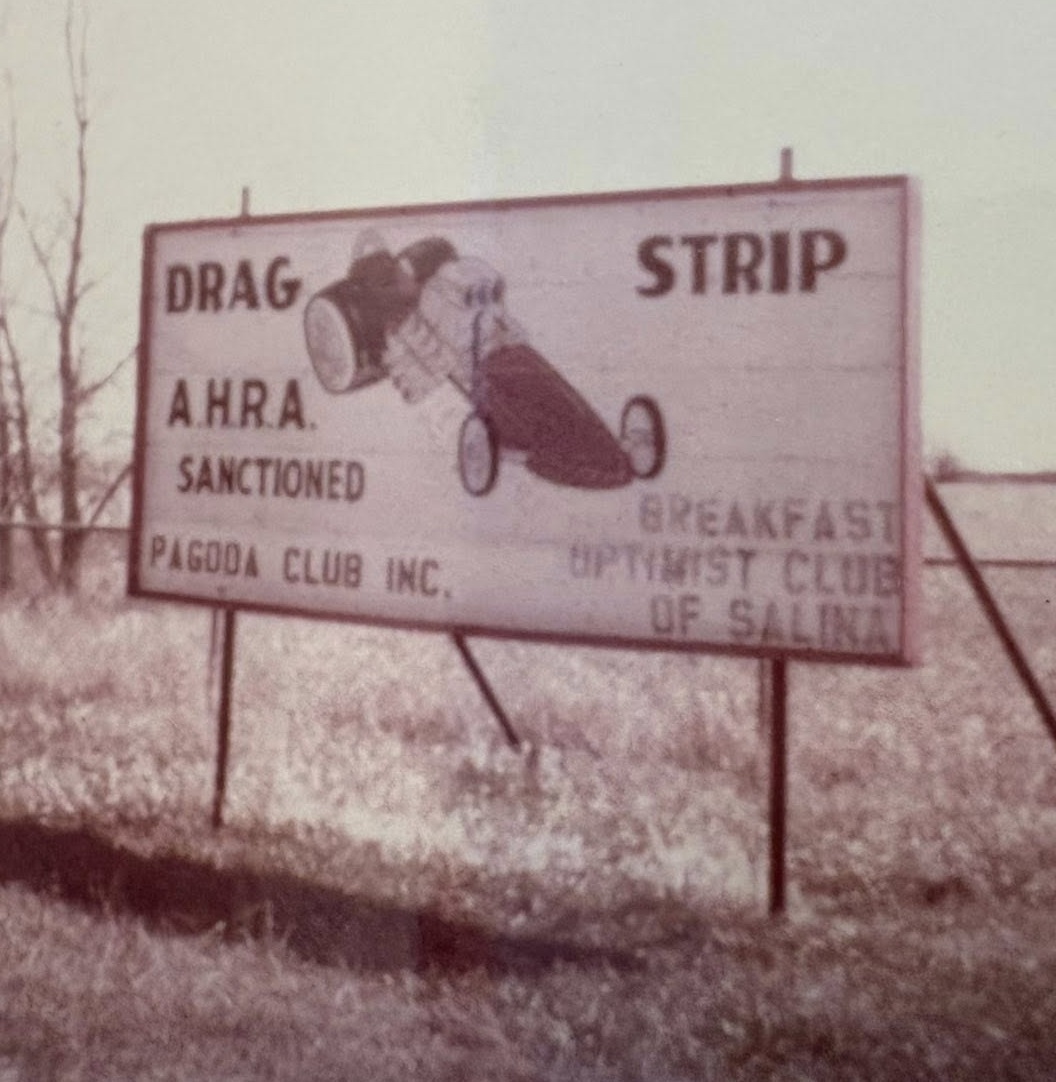 DRAG STRIP
A.H.R.A.
SANCTIONED
PAGODA CLUB INC.
BREAKFAST
OPTIMIST CLUB
OF SALINA